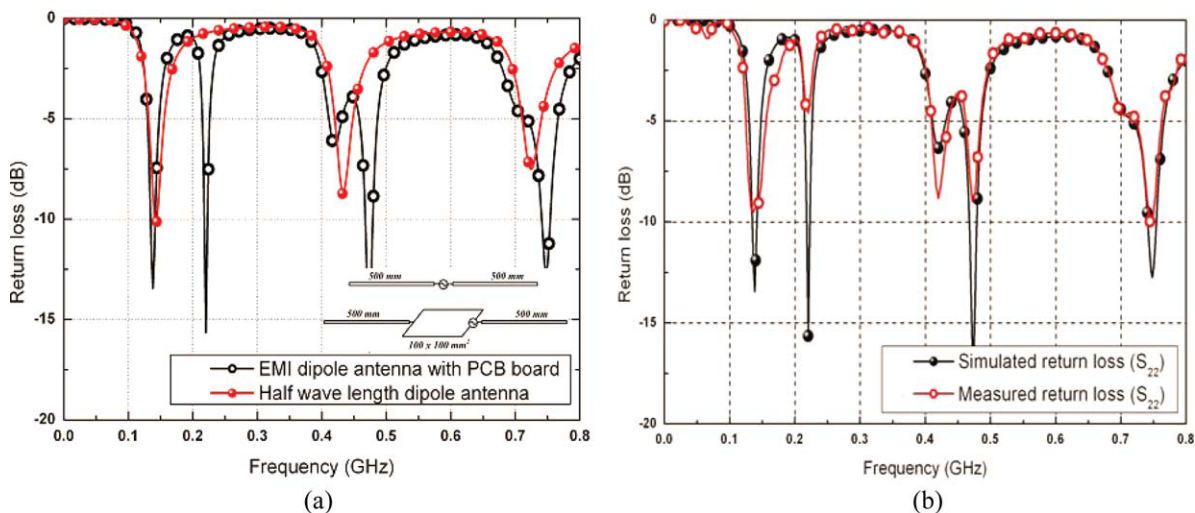 0
-5
-10
-15
-20
Return loss (dB)
500 mm 500 mm
500 mm 500 mm
100 x 100 mm²
EMI dipole antenna with PCB board
Half wave length dipole antenna
0.0 0.1 0.2 0.3 0.4 0.5 0.6 0.7 0.8
Frequency (GHz)
(a)
0
-5
-10
-15
-20
Return loss (dB)
Simulated return loss (S₂₂)
Measured return loss (S₂₂)
0.0 0.1 0.2 0.3 0.4 0.5 0.6 0.7 0.8
Frequency (GHz)
(b)